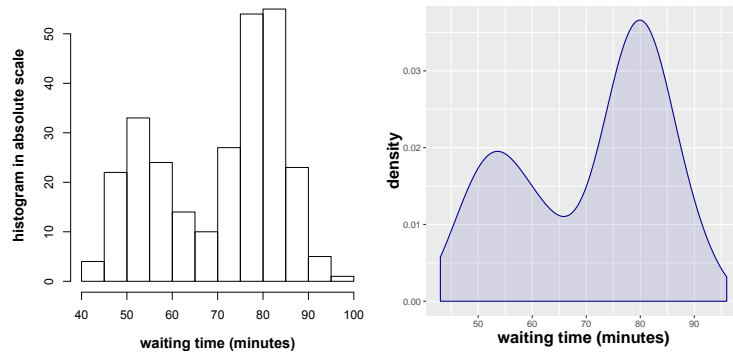 histogram in absolute scale
50
40
30
20
10
0
40 50 60 70 80 90 100
waiting time (minutes)
density
0.03
0.02
0.01
0.00
50 60 70 80 90
waiting time (minutes)